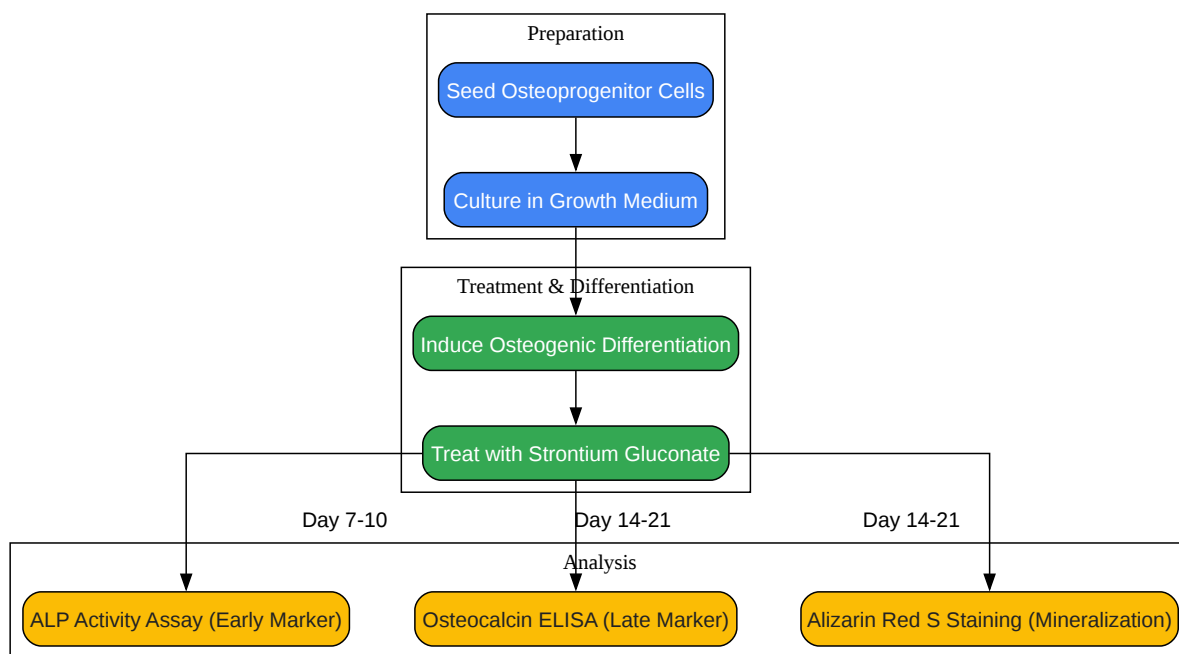 Preparation
Seed Osteoprogenitor Cells
Culture in Growth Medium
Treatment & Differentiation
Induce Osteogenic Differentiation
Treat with Strontium Gluconate
Day 7-10
Day 14-21
Day 14-21
Analysis
ALP Activity Assay (Early Marker)
Osteocalcin ELISA (Late Marker)
Alizarin Red S Staining (Mineralization)